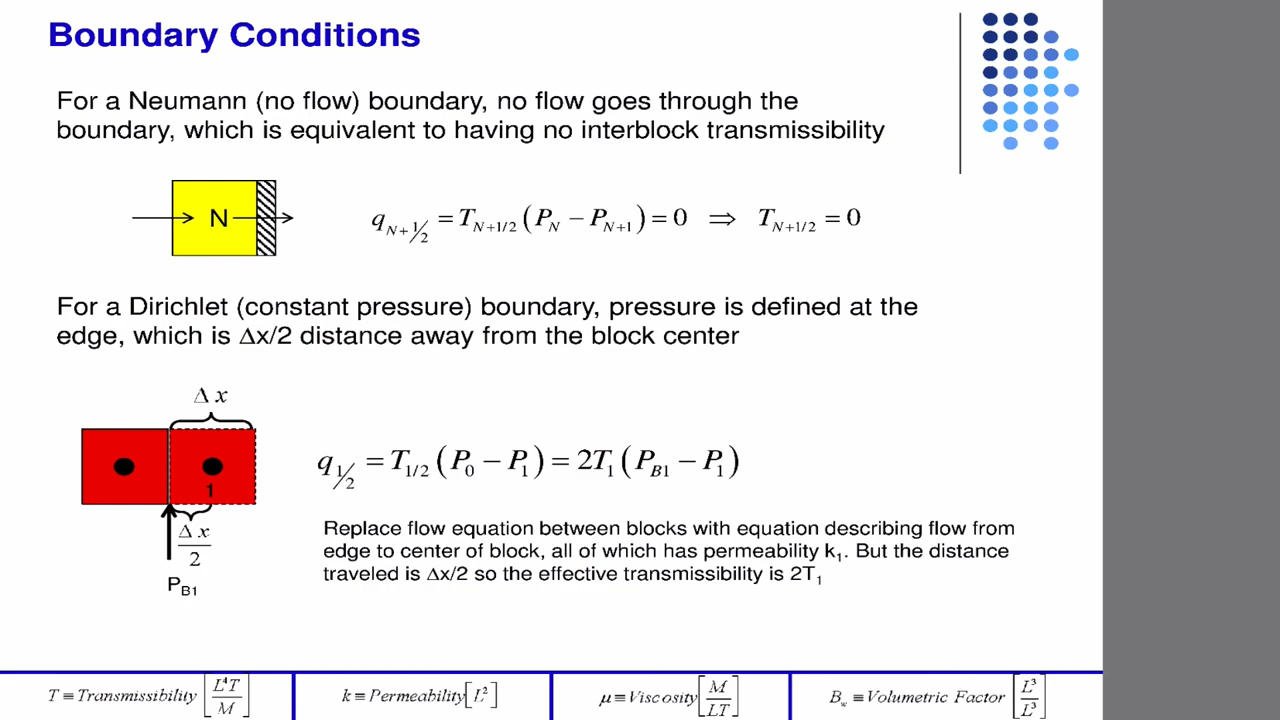 Boundary Conditions
For a Neumann (no flow) boundary, no flow goes through the
boundary, which is equivalent to having no interblock transmissibility
N
q_{N+1/2} = T_{N+1/2} (P_N − P_{N+1}) = 0 ⇒ T_{N+1/2} = 0
For a Dirichlet (constant pressure) boundary, pressure is defined at the
edge, which is Δx/2 distance away from the block center
Δ x
1
Δ x
2
P_{B1}
q_{1/2} = T_{1/2} (P_0 − P_1) = 2T_1 (P_{B1} − P_1)
Replace flow equation between blocks with equation describing flow from
edge to center of block, all of which has permeability k₁. But the distance
traveled is Δx/2 so the effective transmissibility is 2T₁
T ≡ Transmissibility [L⁴T/M]
k ≡ Permeability[L²]
μ ≡ Viscosity[M/LT]
B_w ≡ Volumetric Factor [L³/L³]